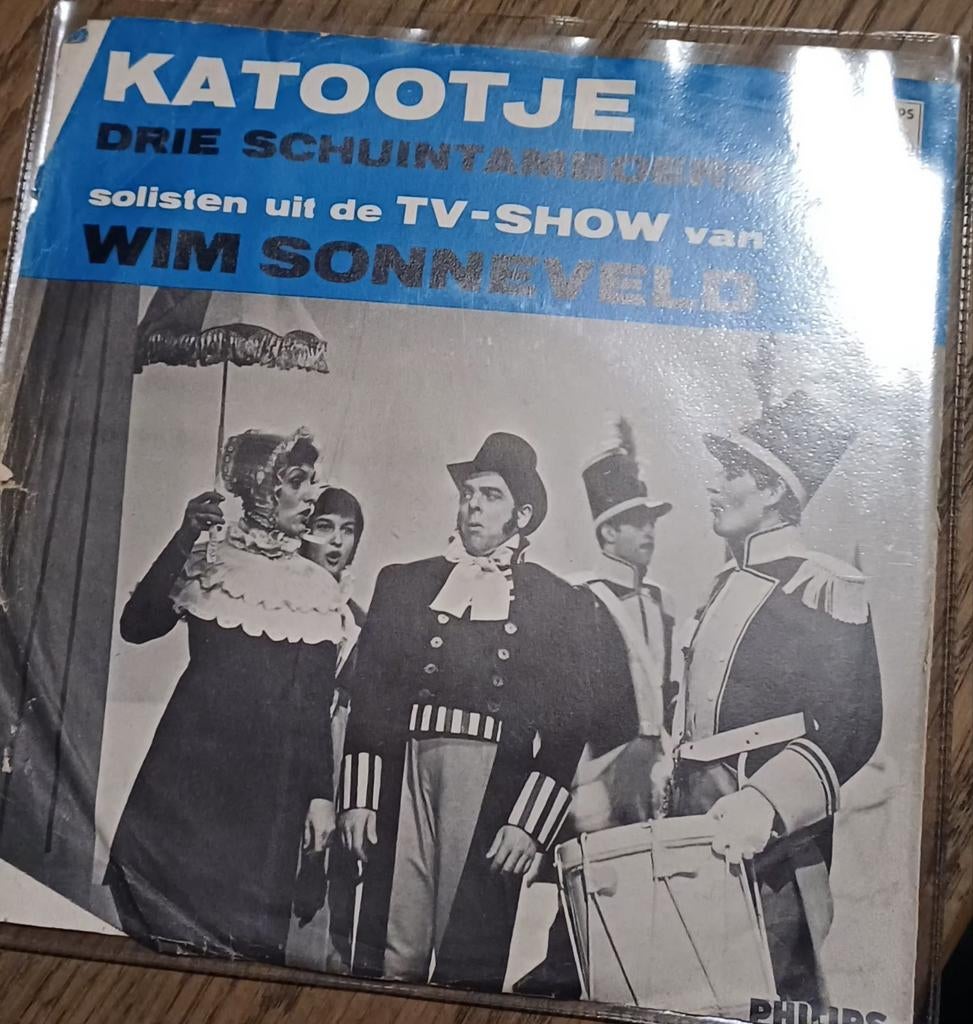 KATOOTJE
DRIE SCHUINTAMBOERS
solisten uit de TV-SHOW van
WIM SONNEVELD
PHILIPS